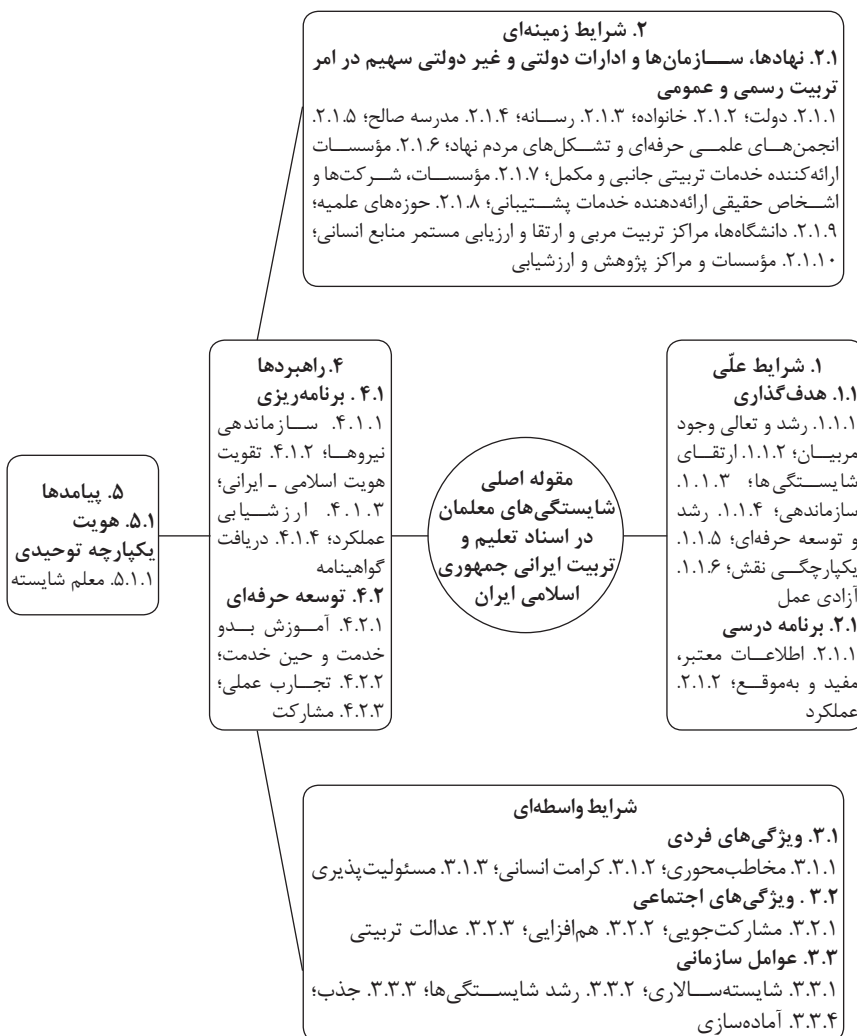 ۲. شرایط زمینه‌ای
۲.۱. نهادها، سازمان‌ها و ادارات دولتی و غیر دولتی سهیم در امر
تربیت رسمی و عمومی
۲.۱.۱. دولت؛ ۲.۱.۲. خانواده؛ ۲.۱.۳. رسانه؛ ۲.۱.۴. مدرسه صالح؛ ۲.۱.۵.
انجمن‌های علمی حرفه‌ای و تشکل‌های مردم نهاد؛ ۲.۱.۶. مؤسسات
ارائه‌کننده خدمات تربیتی جانبی و مکمل؛ ۲.۱.۷. مؤسسات، شرکت‌ها و
اشخاص حقیقی ارائه‌دهنده خدمات پشتیبانی؛ ۲.۱.۸. حوزه‌های علمیه؛
۲.۱.۹. دانشگاه‌ها، مراکز تربیت مربی و ارتقا و ارزیابی مستمر منابع انسانی؛
۲.۱.۱۰. مؤسسات و مراکز پژوهش و ارزشیابی
۱. شرایط علّی
۱.۱. هدف‌گذاری
۱.۱.۱. رشد و تعالی وجود
مربیان؛ ۱.۱.۲. ارتقای
شایستگی‌ها؛ ۱.۱.۳.
سازماندهی؛ ۱.۱.۴. رشد
و توسعه حرفه‌ای؛ ۱.۱.۵.
یکپارچگی نقش؛ ۱.۱.۶.
آزادی عمل
۲.۱. برنامه درسی
۲.۱.۱. اطلاعات معتبر،
مفید و به‌موقع؛ ۲.۱.۲.
عملکرد
مقوله اصلی
شایستگی‌های معلمان
در اسناد تعلیم و
تربیت ایرانی جمهوری
اسلامی ایران
۴. راهبردها
۴.۱ . برنامه‌ریزی
۴.۱.۱. سازماندهی
نیروها؛ ۴.۱.۲. تقویت
هویت اسلامی ـ ایرانی؛
۴.۱.۳. ارزشیابی
عملکرد؛ ۴.۱.۴. دریافت
گواهینامه
۴.۲. توسعه حرفه‌ای
۴.۲.۱. آموزش بدو
خدمت و حین خدمت؛
۴.۲.۲. تجارب عملی؛
۴.۲.۳. مشارکت
۵. پیامدها
۵.۱. هویت
یکپارچه توحیدی
۵.۱.۱. معلم شایسته
شرایط واسطه‌ای
۳.۱. ویژگی‌های فردی
۳.۱.۱. مخاطب‌محوری؛ ۳.۱.۲. کرامت انسانی؛ ۳.۱.۳. مسئولیت‌پذیری
۳.۲ . ویژگی‌های اجتماعی
۳.۲.۱. مشارکت‌جویی؛ ۳.۲.۲. هم‌افزایی؛ ۳.۲.۳. عدالت تربیتی
۳.۳. عوامل سازمانی
۳.۳.۱. شایسته‌سالاری؛ ۳.۳.۲. رشد شایستگی‌ها؛ ۳.۳.۳. جذب؛
۳.۳.۴. آماده‌سازی